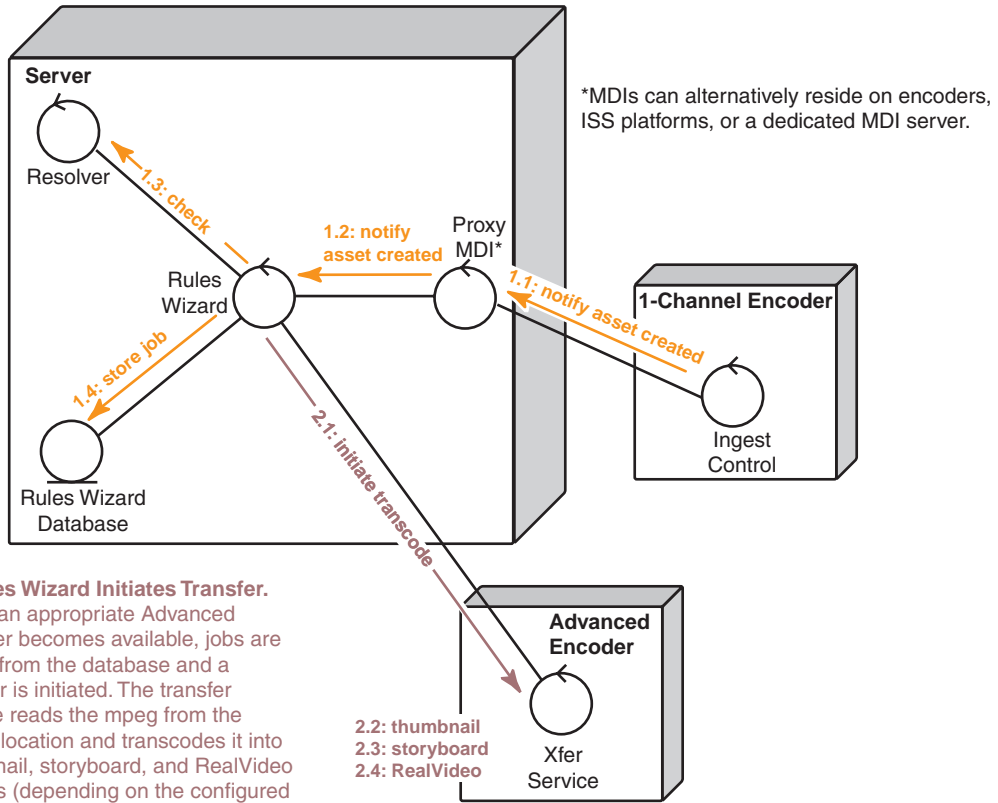 Server
*MDIs can alternatively reside on encoders,
ISS platforms, or a dedicated MDI server.
Resolver
1.3: check
Proxy
MDI*
1.2: notify
asset created
Rules
Wizard
1.1: notify asset created
1-Channel Encoder
Ingest
Control
1.4: store job
Rules Wizard
Database
2.1: initiate transcode
es Wizard Initiates Transfer.
an appropriate Advanced
er becomes available, jobs are
from the database and a
r is initiated. The transfer
e reads the mpeg from the
location and transcodes it into
nail, storyboard, and RealVideo
s (depending on the configured
Advanced
Encoder
2.2: thumbnail
2.3: storyboard
2.4: RealVideo
Xfer
Service